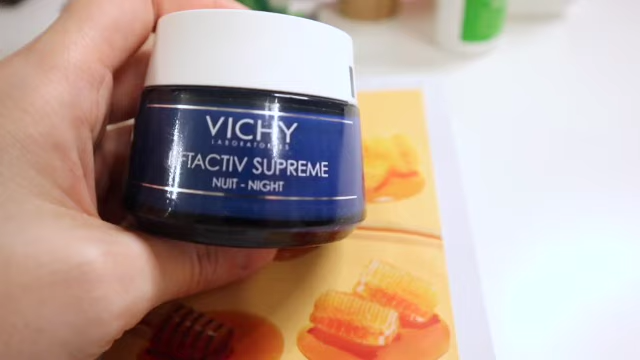 VICHY
LABORATOIRES
FTACTIV SUPREME
NUIT - NIGHT